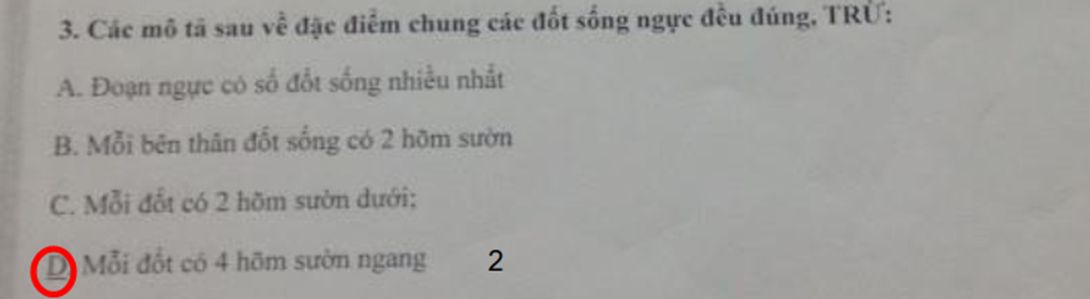 3. Các mô tả sau về đặc điểm chung các đốt sống ngực đều đúng, TRỪ:
A. Đoạn ngực có số đốt sống nhiều nhất
B. Mỗi bên thân đốt sống có 2 hõm sườn
C. Mỗi đốt có 2 hõm sườn dưới;
D. Mỗi đốt có 4 hõm sườn ngang 2